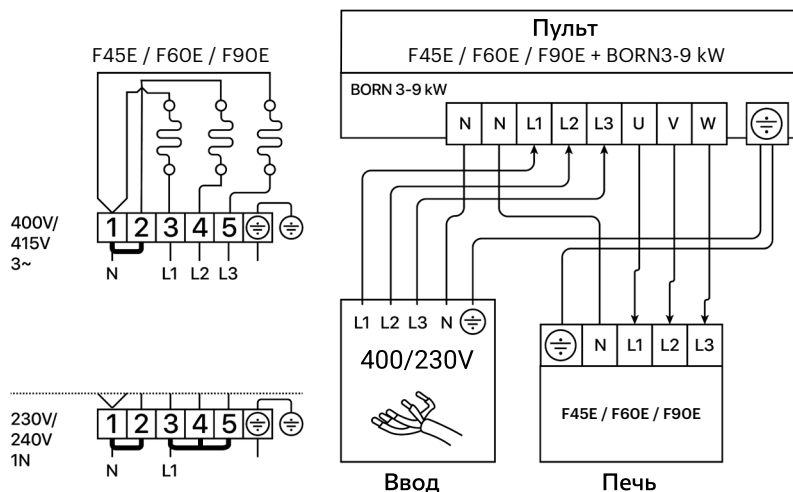 F45E / F60E / F90E
400V/
415V
3~
1 2 3 4 5
N L1 L2 L3
230V/
240V
1N
1 2 3 4 5
N L1
Пульт
F45E / F60E / F90E + BORN3-9 kW
BORN 3-9 kW
N N L1 L2 L3 U V W
L1 L2 L3 N
400/230V
Ввод
N L1 L2 L3
F45E / F60E / F90E
Печь